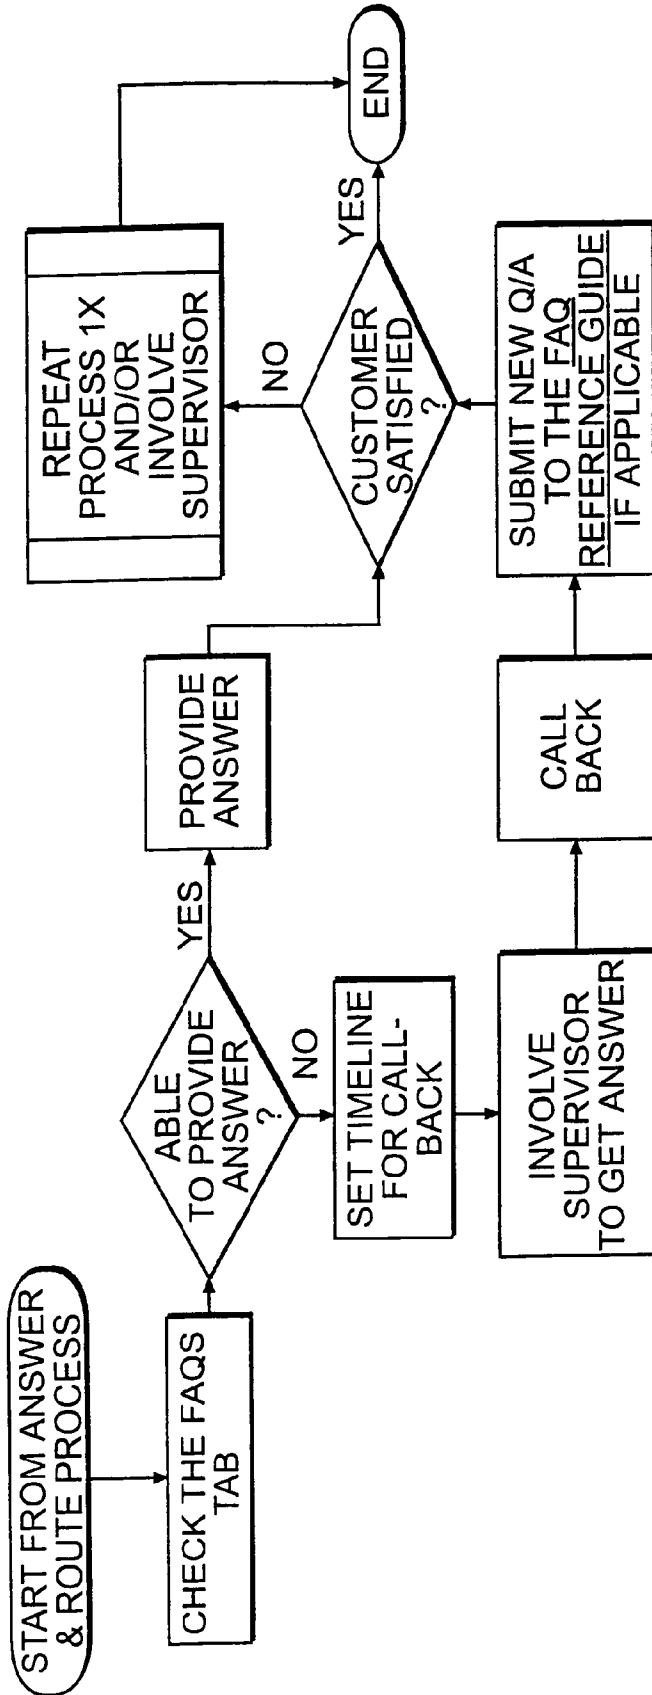 START FROM ANSWER
& ROUTE PROCESS
CHECK THE FAQS
TAB
ABLE
TO PROVIDE
ANSWER
?
YES
NO
PROVIDE
ANSWER
SET TIMELINE
FOR CALL-
BACK
INVOLVE
SUPERVISOR
TO GET ANSWER
CALL
BACK
SUBMIT NEW Q/A
TO THE FAQ
REFERENCE GUIDE
IF APPLICABLE
CUSTOMER
SATISFIED
?
NO
YES
REPEAT
PROCESS 1X
AND/OR
INVOLVE
SUPERVISOR
END